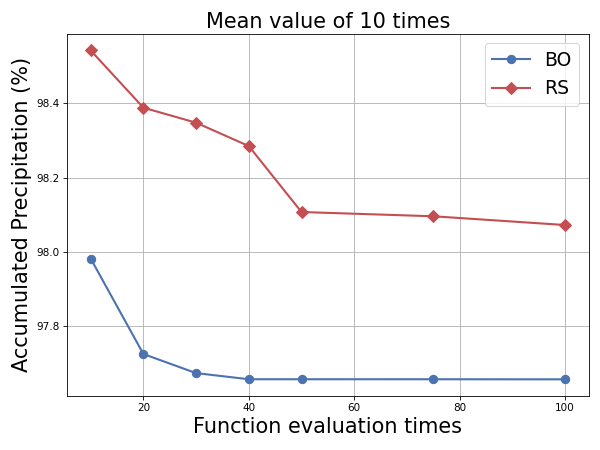 Mean value of 10 times
BO
RS
Accumulated Precipitation (%)
98.4
98.2
98.0
97.8
20 40 60 80 100
Function evaluation times